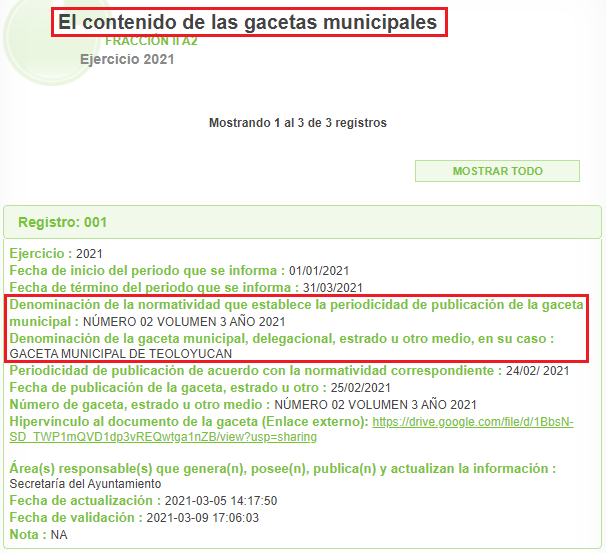 El contenido de las gacetas municipales
FRACCIÓN II A2
Ejercicio 2021
Mostrando 1 al 3 de 3 registros
MOSTRAR TODO
Registro: 001
Ejercicio : 2021
Fecha de inicio del periodo que se informa : 01/01/2021
Fecha de término del periodo que se informa : 31/03/2021
Denominación de la normatividad que establece la periodicidad de publicación de la gaceta
municipal : NÚMERO 02 VOLUMEN 3 AÑO 2021
Denominación de la gaceta municipal, delegacional, estrado u otro medio, en su caso :
GACETA MUNICIPAL DE TEOLOYUCAN
Periodicidad de publicación de acuerdo con la normatividad correspondiente : 24/02/ 2021
Fecha de publicación de la gaceta, estrado u otro : 25/02/2021
Número de gaceta, estrado u otro medio : NÚMERO 02 VOLUMEN 3 AÑO 2021
Hipervínculo al documento de la gaceta (Enlace externo): https://drive.google.com/file/d/1BbsN-
SD_TWP1mQVD1dp3vREQwtga1nZB/view?usp=sharing
Área(s) responsable(s) que genera(n), posee(n), publica(n) y actualizan la información :
Secretaría del Ayuntamiento
Fecha de actualización : 2021-03-05 14:17:50
Fecha de validación : 2021-03-09 17:06:03
Nota : NA